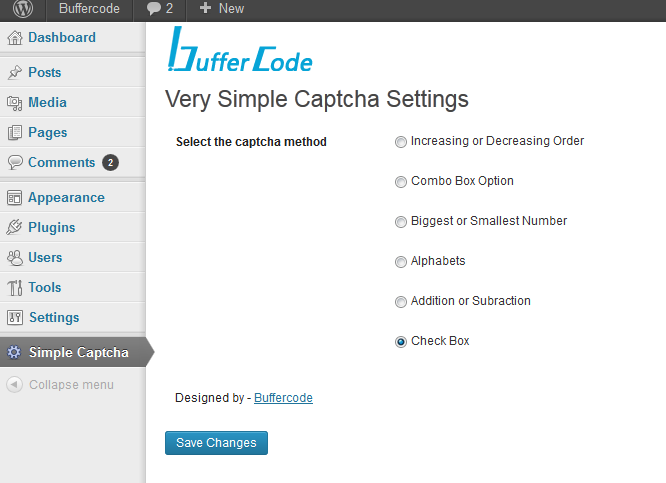 Buffercode 2 + New
Dashboard
Posts
Media
Pages
Comments 2
Appearance
Plugins
Users
Tools
Settings
Simple Captcha
Collapse menu
bufferCode
Very Simple Captcha Settings
Select the captcha method
Increasing or Decreasing Order
Combo Box Option
Biggest or Smallest Number
Alphabets
Addition or Subraction
Check Box
Designed by - Buffercode
Save Changes